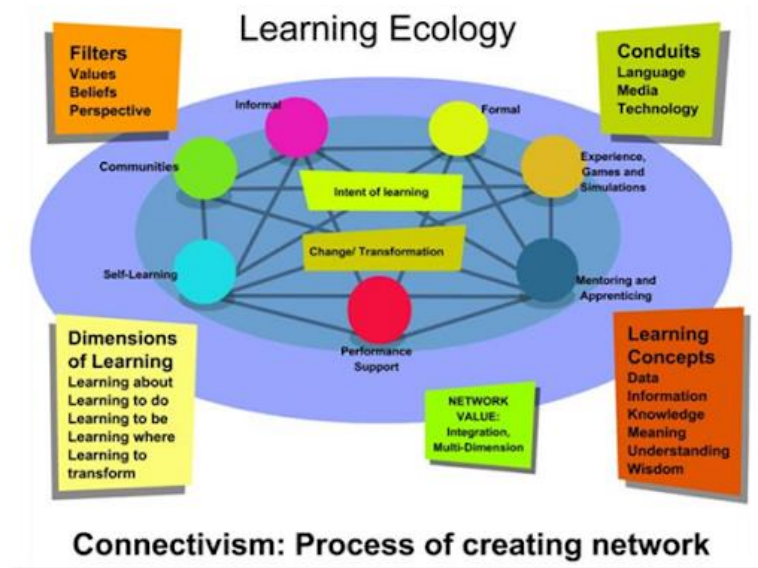 Learning Ecology
Filters
Values
Beliefs
Perspective
Conduits
Language
Media
Technology
Informal
Formal
Communities
Experience,
Games and
Simulations
Intent of learning
Change/ Transformation
Self-Learning
Mentoring and
Apprenticing
Performance
Support
Dimensions
of Learning
Learning about
Learning to do
Learning to be
Learning where
Learning to
transform
NETWORK
VALUE:
Integration,
Multi-Dimension
Learning
Concepts
Data
Information
Knowledge
Meaning
Understanding
Wisdom
Connectivism: Process of creating network